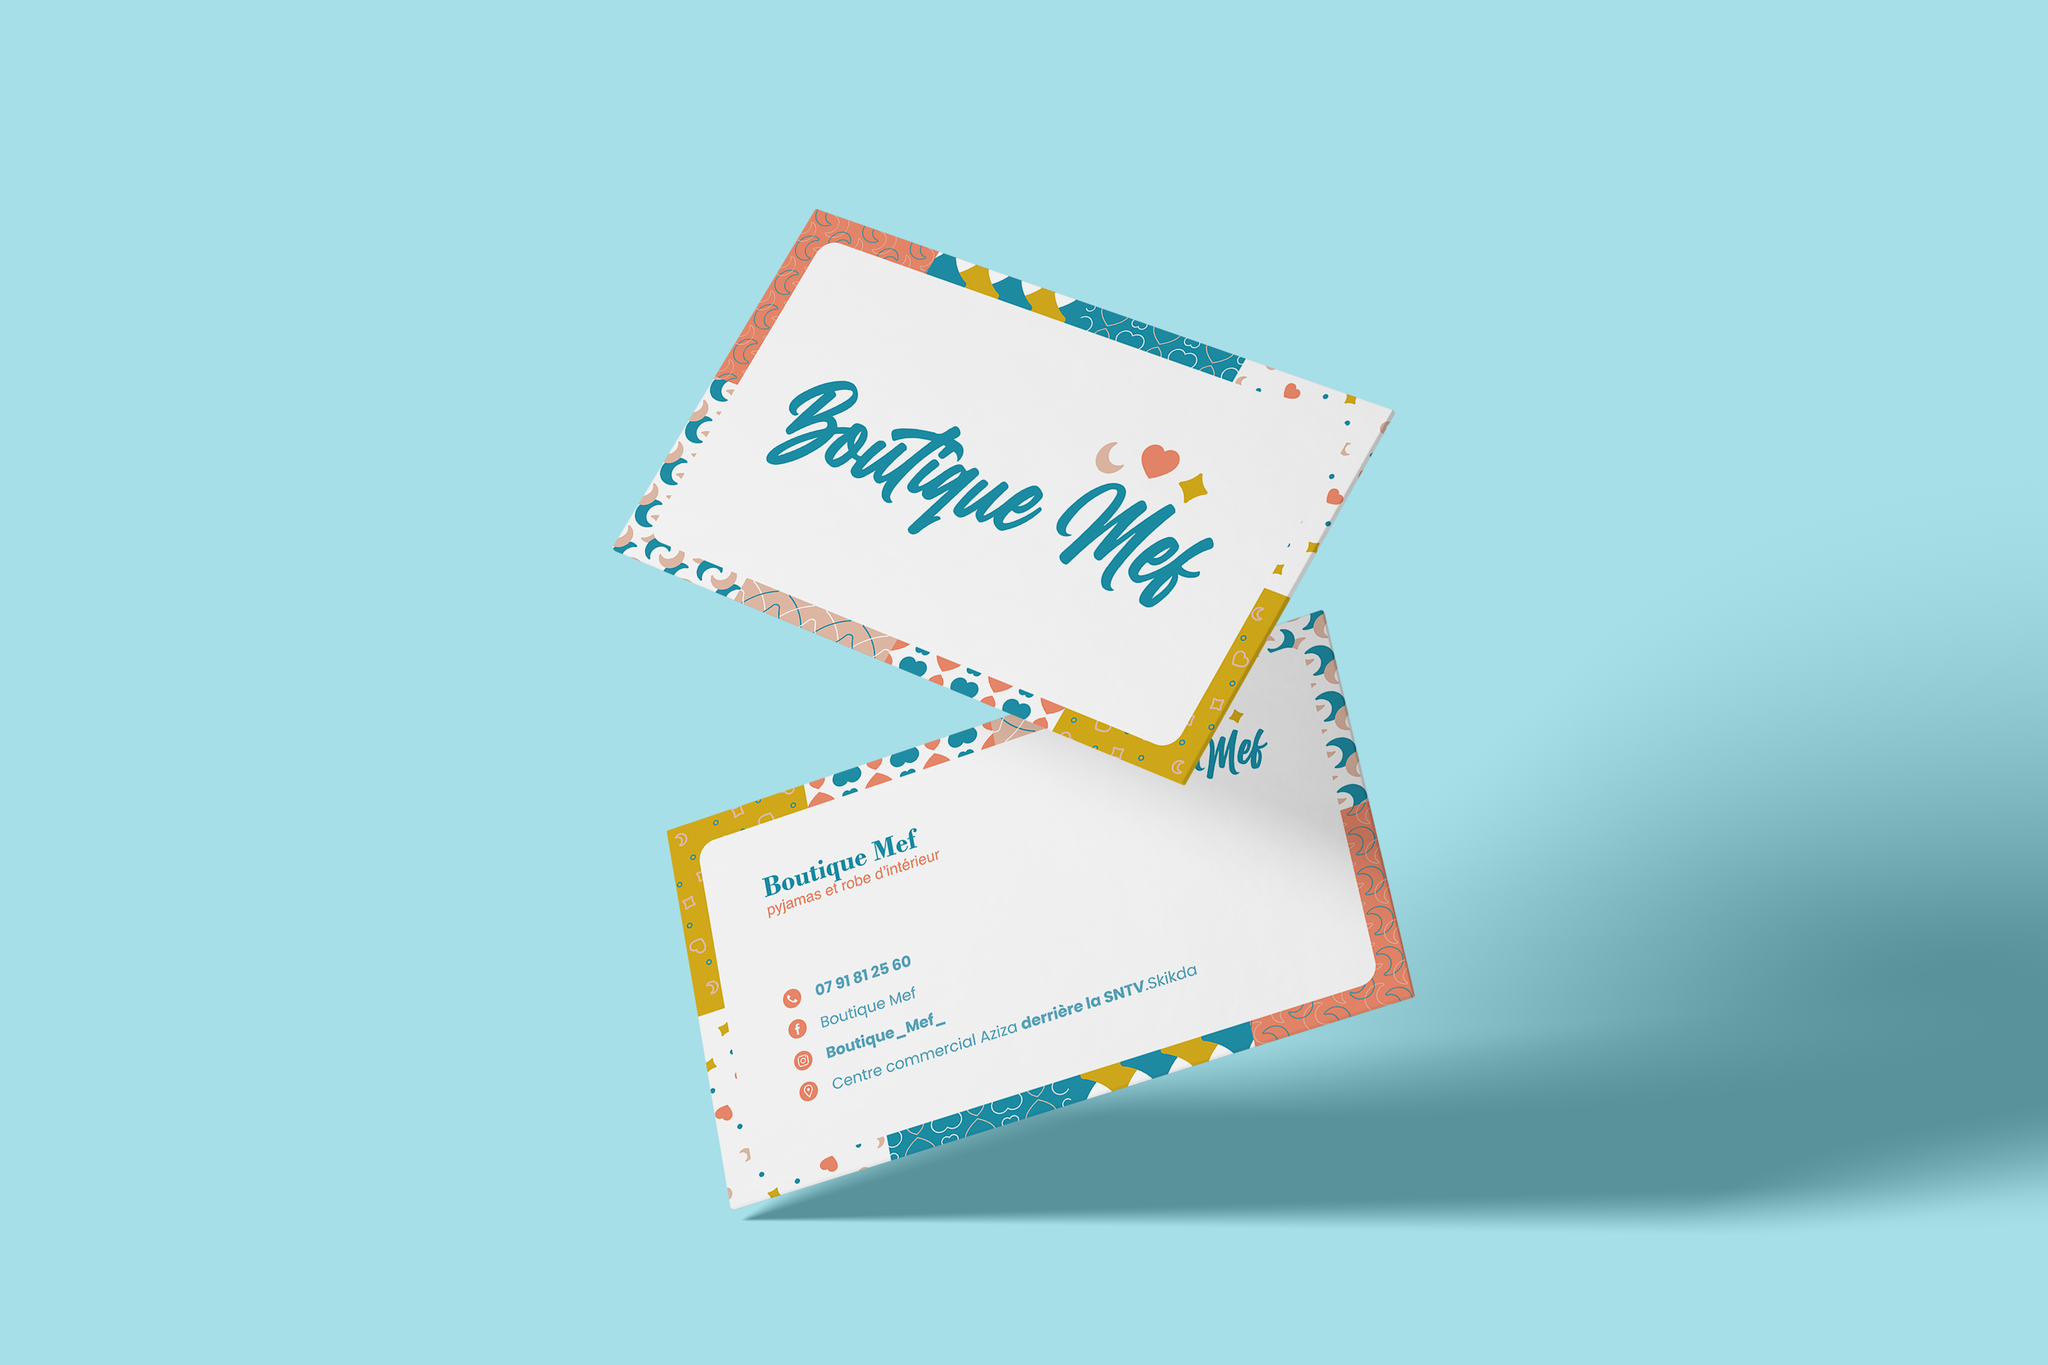 Boutique Mef
Mef
Boutique Mef
pyjamas et robe d'intérieur
07 91 81 25 60
Boutique Mef
Boutique_Mef_
Centre commercial Aziza derrière la SNTV.Skikda